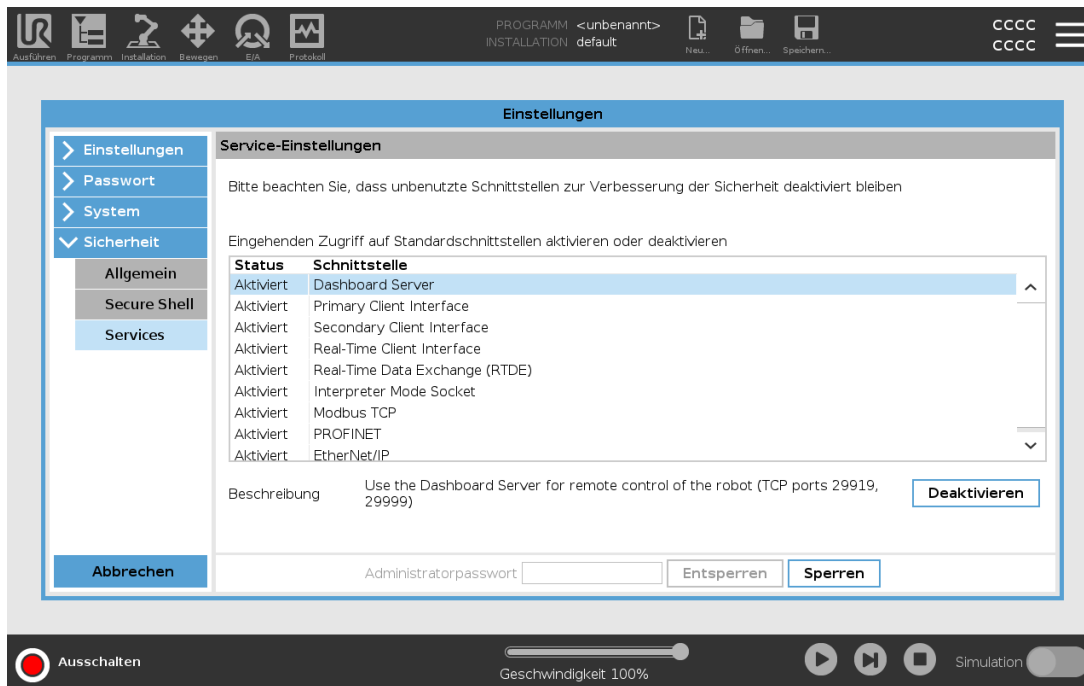 PROGRAMM <unbenannt>
INSTALLATION default
CCCC
CCCC
Ausführen Programm Installation Bewegen E/A Protokoll Neu... Öffnen... Speichern...
Einstellungen
Einstellungen
Passwort
System
Sicherheit
Allgemein
Secure Shell
Services
Abbrechen
Service-Einstellungen
Bitte beachten Sie, dass unbenutzte Schnittstellen zur Verbesserung der Sicherheit deaktiviert bleiben
Eingehenden Zugriff auf Standardschnittstellen aktivieren oder deaktivieren
Status Schnittstelle
Aktiviert Dashboard Server
Aktiviert Primary Client Interface
Aktiviert Secondary Client Interface
Aktiviert Real-Time Client Interface
Aktiviert Real-Time Data Exchange (RTDE)
Aktiviert Interpreter Mode Socket
Aktiviert Modbus TCP
Aktiviert PROFINET
Aktiviert EtherNet/IP
Beschreibung
Use the Dashboard Server for remote control of the robot (TCP ports 29919,
29999)
Deaktivieren
Administratorpasswort Entsperren Sperren
Ausschalten
Geschwindigkeit 100%
Simulation